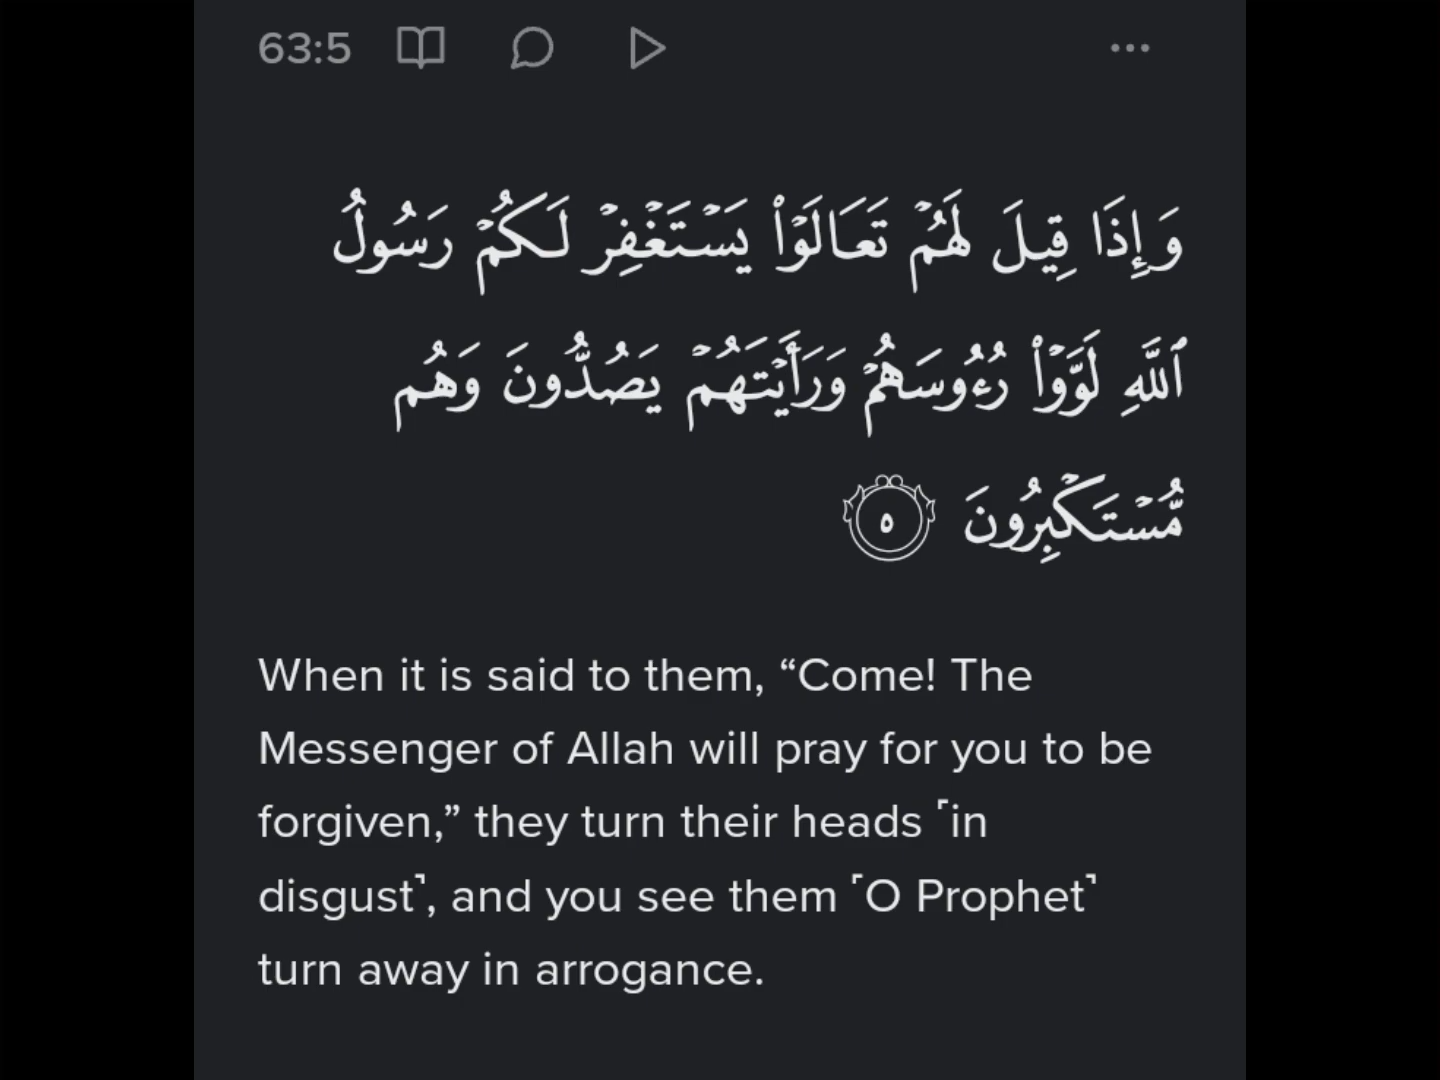 63:5
وَإِذَا قِيلَ لَهُمۡ تَعَالَوۡاْ يَسۡتَغۡفِرۡ لَكُمۡ رَسُولُ
ٱللَّهِ لَوَّوۡاْ رُءُوسَهُمۡ وَرَأَيۡتَهُمۡ يَصُدُّونَ وَهُم
مُّسۡتَكۡبِرُونَ ٥
When it is said to them, “Come! The
Messenger of Allah will pray for you to be
forgiven,” they turn their heads ˹in
disgust˺, and you see them ˹O Prophet˺
turn away in arrogance.